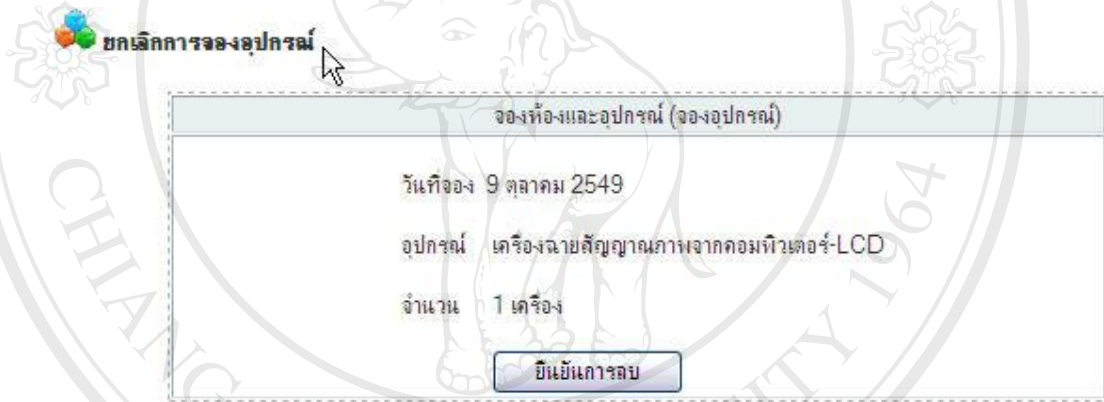 ยกเลิกการจองอุปกรณ์
จองห้องและอุปกรณ์ (จองอุปกรณ์)
วันที่จอง 9 ตุลาคม 2549
อุปกรณ์ เครื่องฉายสัญญาณภาพจากคอมพิวเตอร์-LCD
จำนวน 1 เครื่อง
ยืนยันการลบ
CHIANG
ITY 1964